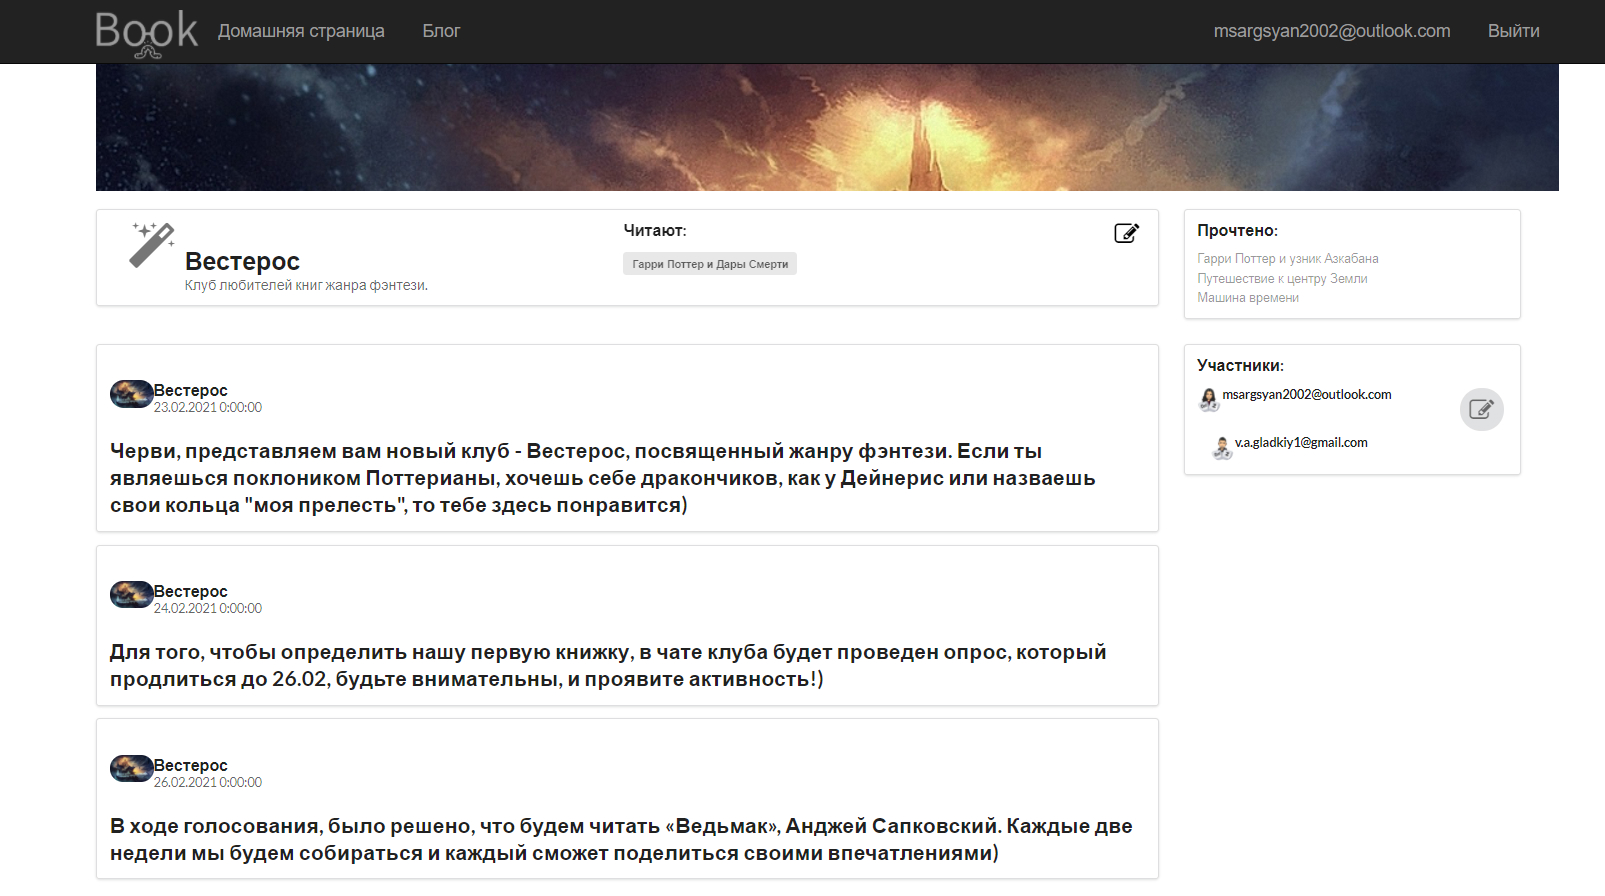 Book Домашняя страница Блог msargsyan2002@outlook.com Выйти
Вестерос
Клуб любителей книг жанра фэнтези.
Читают:
Гарри Поттер и Дары Смерти
Прочтено:
Гарри Поттер и узник Азкабана
Путешествие к центру Земли
Машина времени
Участники:
msargsyan2002@outlook.com
v.a.gladkiy1@gmail.com
Вестерос
23.02.2021 0:00:00
Черви, представляем вам новый клуб - Вестерос, посвященный жанру фэнтези. Если ты
являешься поклоником Поттерианы, хочешь себе дракончиков, как у Дейнерис или назваешь
свои кольца "моя прелесть", то тебе здесь понравится)
Вестерос
24.02.2021 0:00:00
Для того, чтобы определить нашу первую книжку, в чате клуба будет проведен опрос, который
продлиться до 26.02, будьте внимательны, и проявите активность!)
Вестерос
26.02.2021 0:00:00
В ходе голосования, было решено, что будем читать «Ведьмак», Анджей Сапковский. Каждые две
недели мы будем собираться и каждый сможет поделиться своими впечатлениями)